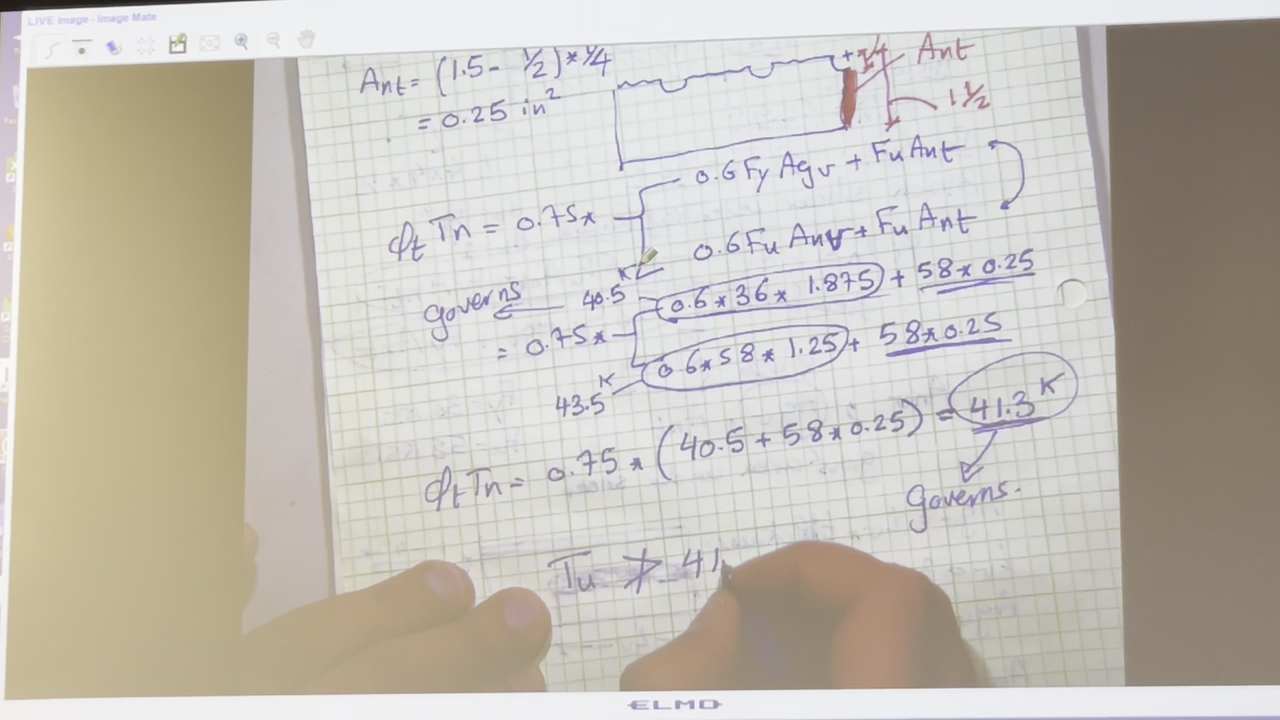 LIVE image - Image Mate
Ant = (1.5 - 1/2) * 1/4
= 0.25 in²
Ant
1 1/2
ϕt Tn = 0.75x
0.6 Fy Agv + Fu Ant
0.6 Fu Anv + Fu Ant
governs
40.5 K
0.6 * 36 * 1.875 + 58 * 0.25
= 0.75 *
0.6 * 58 * 1.25 + 58 * 0.25
43.5 K
ϕt Tn = 0.75 * (40.5 + 58 * 0.25) = 41.3 K
Governs.
Tu ≯ 41
ELMO